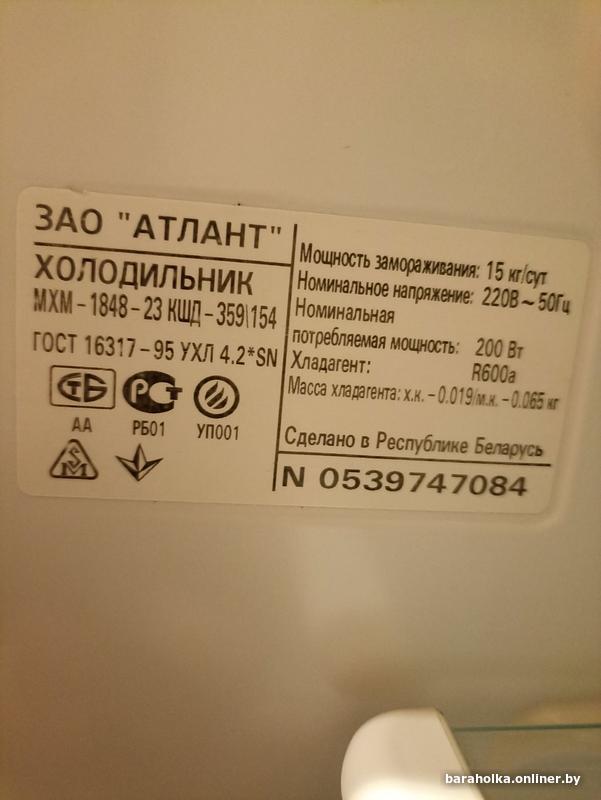 ЗАО "АТЛАНТ"
ХОЛОДИЛЬНИК
МХМ-1848-23 КШД-359\154
ГОСТ 16317-95 УХЛ 4.2*SN
СТБ РСТ
АА РБ01 УП001
Мощность замораживания: 15 кг/сут
Номинальное напряжение: 220В~50Гц
Номинальная
потребляемая мощность: 200 Вт
Хладагент: R600a
Масса хладагента: х.к.-0.019/м.к.-0.065 кг
Сделано в Республике Беларусь
N 0539747084
baraholka.onliner.by